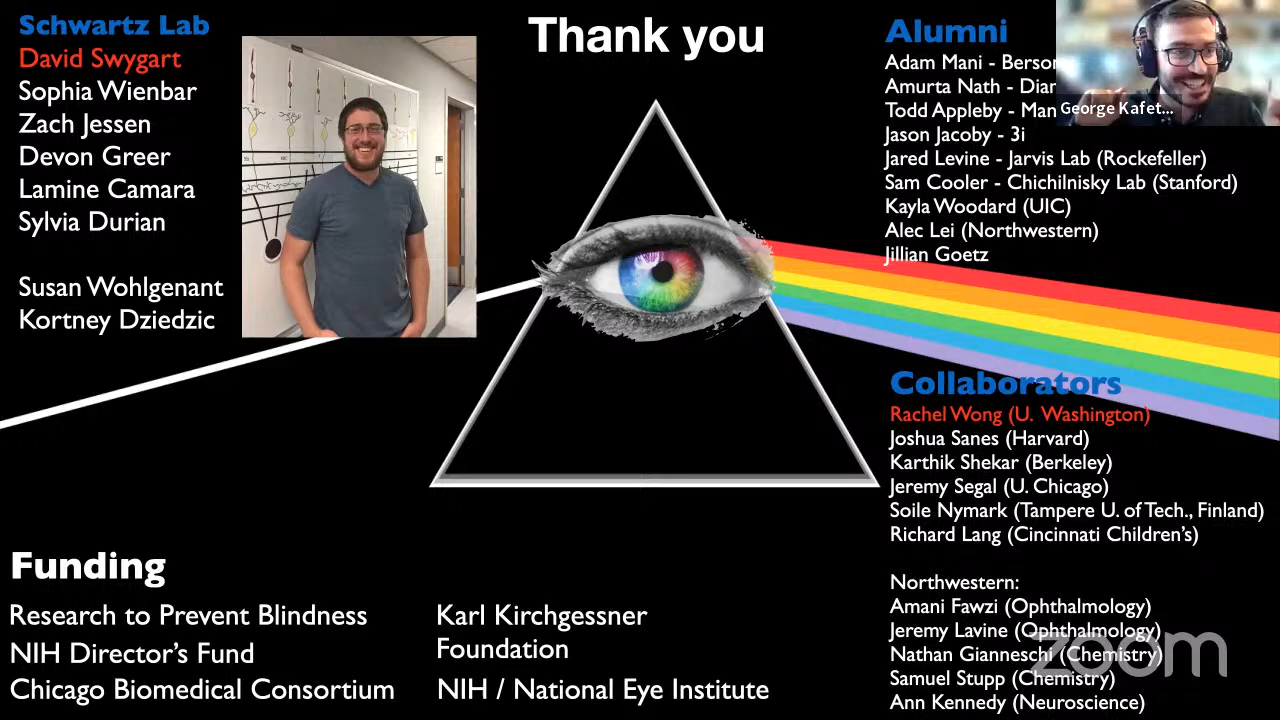 Schwartz Lab
David Swygart
Sophia Wienbar
Zach Jessen
Devon Greer
Lamine Camara
Sylvia Durian
Susan Wohlgenant
Kortney Dziedzic
Thank you
Alumni
Adam Mani - Berson
Amurta Nath - Diam
Todd Appleby - Man
Jason Jacoby - 3i
Jared Levine - Jarvis Lab (Rockefeller)
Sam Cooler - Chichilnisky Lab (Stanford)
Kayla Woodard (UIC)
Alec Lei (Northwestern)
Jillian Goetz
George Kafet...
Collaborators
Rachel Wong (U. Washington)
Joshua Sanes (Harvard)
Karthik Shekar (Berkeley)
Jeremy Segal (U. Chicago)
Soile Nymark (Tampere U. of Tech., Finland)
Richard Lang (Cincinnati Children's)
Northwestern:
Amani Fawzi (Ophthalmology)
Jeremy Lavine (Ophthalmology)
Nathan Gianneschi (Chemistry)
Samuel Stupp (Chemistry)
Ann Kennedy (Neuroscience)
Funding
Research to Prevent Blindness
NIH Director's Fund
Chicago Biomedical Consortium
Karl Kirchgessner
Foundation
NIH / National Eye Institute
zoom